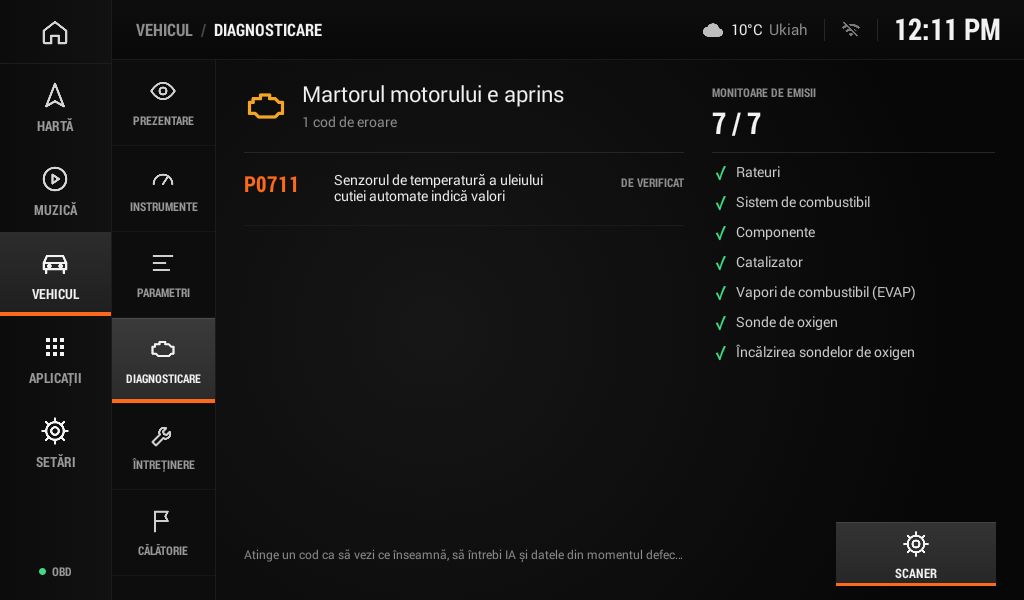 VEHICUL / DIAGNOSTICARE
10°C Ukiah
12:11 PM
HARTĂ
MUZICĂ
VEHICUL
APLICAȚII
SETĂRI
OBD
PREZENTARE
INSTRUMENTE
PARAMETRI
DIAGNOSTICARE
ÎNTREȚINERE
CĂLĂTORIE
Martorul motorului e aprins
1 cod de eroare
P0711
Senzorul de temperatură a uleiului
cutiei automate indică valori
DE VERIFICAT
Atinge un cod ca să vezi ce înseamnă, să întrebi IA și datele din momentul defec...
MONITOARE DE EMISII
7 / 7
Rateuri
Sistem de combustibil
Componente
Catalizator
Vapori de combustibil (EVAP)
Sonde de oxigen
Încălzirea sondelor de oxigen
SCANER